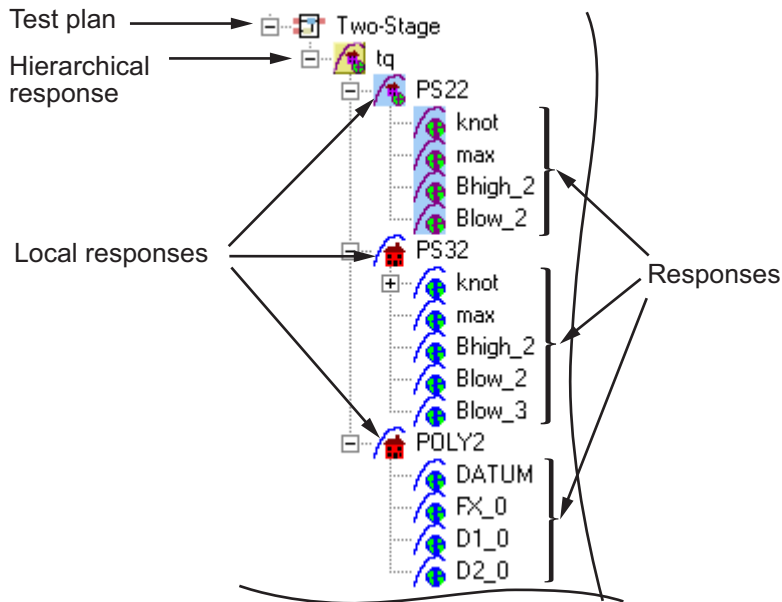 Test plan
Two-Stage
Hierarchical
response
tq
PS22
knot
max
Bhigh_2
Blow_2
Local responses
PS32
Responses
knot
max
Bhigh_2
Blow_2
Blow_3
POLY2
DATUM
FX_0
D1_0
D2_0